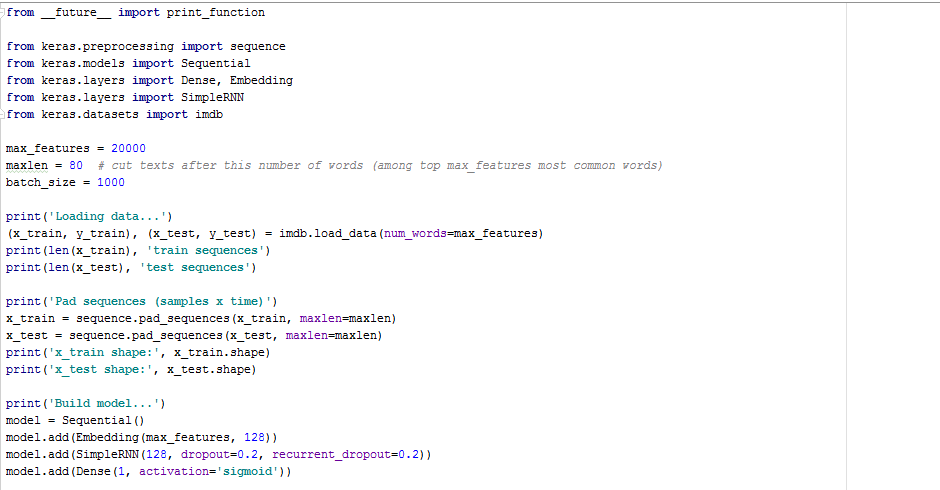 from __future__ import print_function
from keras.preprocessing import sequence
from keras.models import Sequential
from keras.layers import Dense, Embedding
from keras.layers import SimpleRNN
from keras.datasets import imdb
max_features = 20000
maxlen = 80  # cut texts after this number of words (among top max_features most common words)
batch_size = 1000
print('Loading data...')
(x_train, y_train), (x_test, y_test) = imdb.load_data(num_words=max_features)
print(len(x_train), 'train sequences')
print(len(x_test), 'test sequences')
print('Pad sequences (samples x time)')
x_train = sequence.pad_sequences(x_train, maxlen=maxlen)
x_test = sequence.pad_sequences(x_test, maxlen=maxlen)
print('x_train shape:', x_train.shape)
print('x_test shape:', x_test.shape)
print('Build model...')
model = Sequential()
model.add(Embedding(max_features, 128))
model.add(SimpleRNN(128, dropout=0.2, recurrent_dropout=0.2))
model.add(Dense(1, activation='sigmoid'))